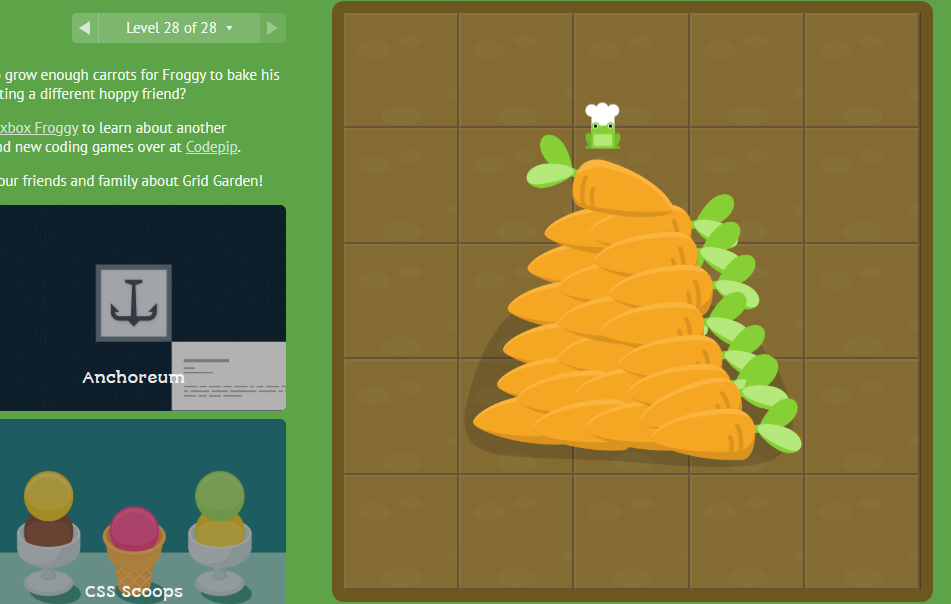 Level 28 of 28
grow enough carrots for Froggy to bake his
ting a different hoppy friend?
xbox Froggy to learn about another
nd new coding games over at Codepip.
our friends and family about Grid Garden!
Anchoreum
CSS Scoops